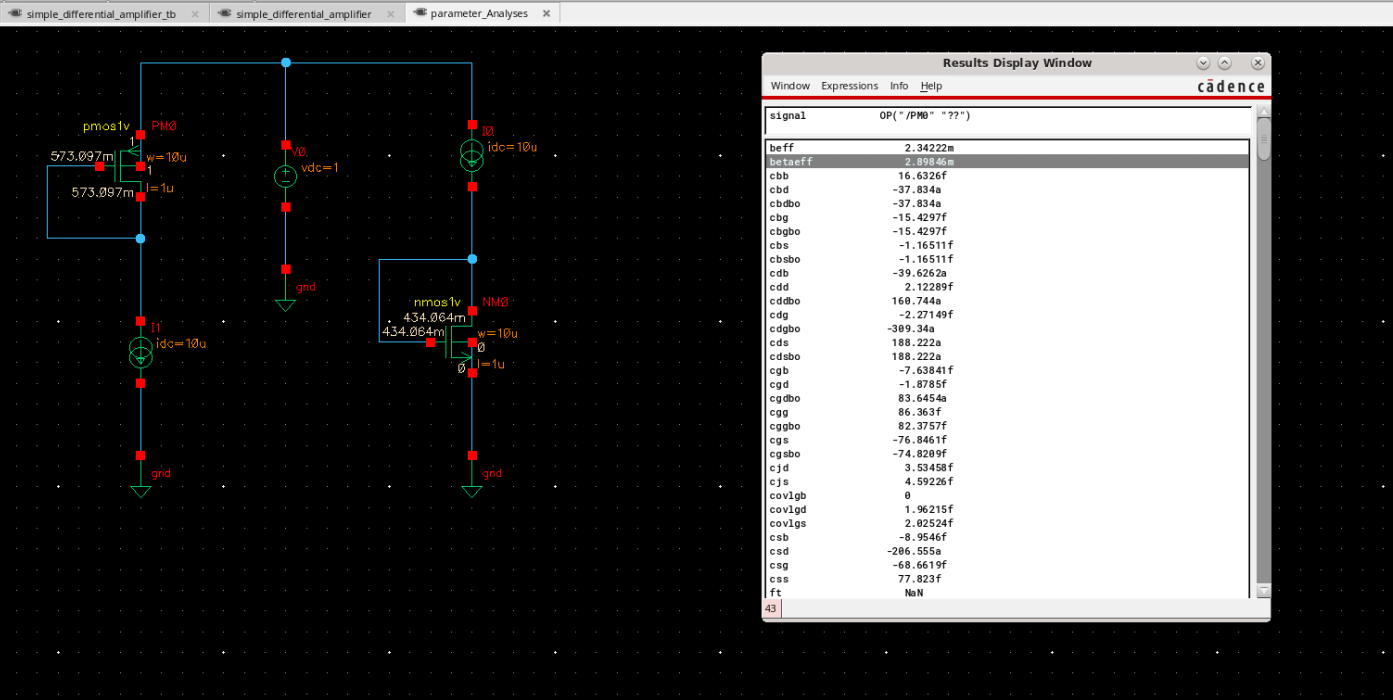 simple_differential_amplifier_tb
simple_differential_amplifier
parameter_Analyses
pmos1v
PM0
1
573.097m
w=10u
1
573.097m
l=1u
I1
idc=10u
gnd
V0
vdc=1
gnd
I0
idc=10u
nmos1v
NM0
434.064m
434.064m
w=10u
0
0
l=1u
gnd
Results Display Window
Window Expressions Info Help
cādence
signal OP("/PM0" "??")
beff 2.34222m
betaeff 2.89846m
cbb 16.6326f
cbd -37.834a
cbdbo -37.834a
cbg -15.4297f
cbgbo -15.4297f
cbs -1.16511f
cbsbo -1.16511f
cdb -39.6262a
cdd 2.12289f
cddbo 160.744a
cdg -2.27149f
cdgbo -309.34a
cds 188.222a
cdsbo 188.222a
cgb -7.63841f
cgd -1.8785f
cgdbo 83.6454a
cgg 86.363f
cggbo 82.3757f
cgs -76.8461f
cgsbo -74.8209f
cjd 3.53458f
cjs 4.59226f
covlgb 0
covlgd 1.96215f
covlgs 2.02524f
csb -8.9546f
csd -206.555a
csg -68.6619f
css 77.823f
ft NaN
43